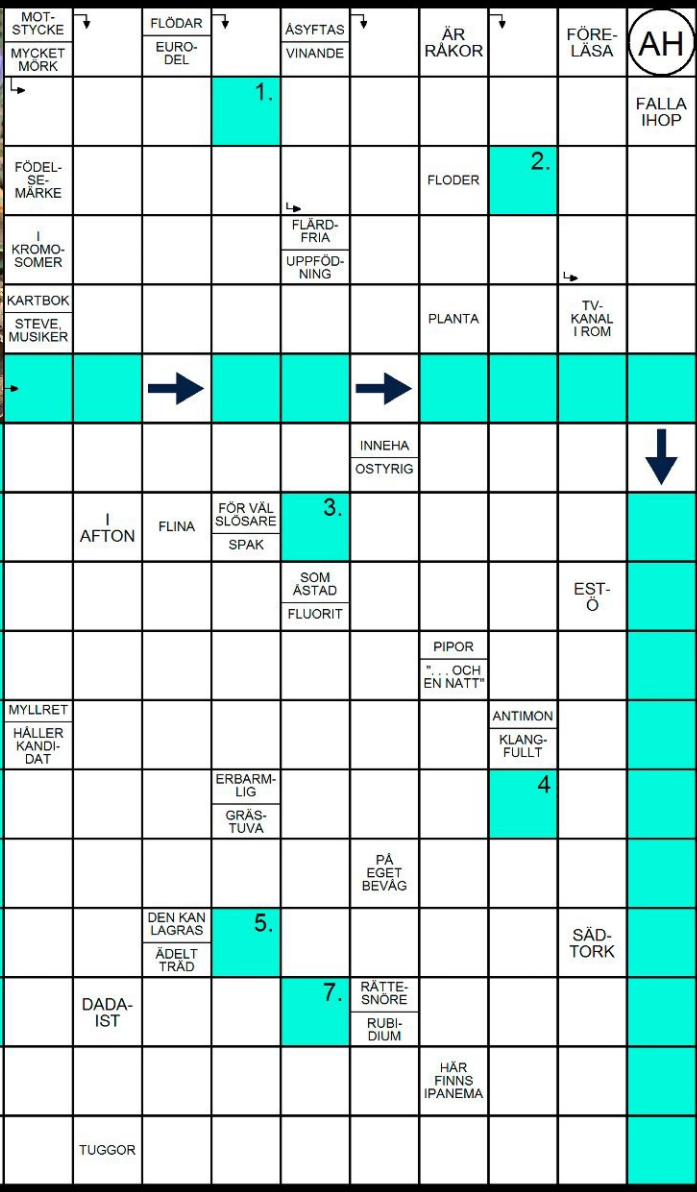 MOT-
STYCKE
MYCKET
MÖRK
FLÖDAR
EURO-
DEL
ÅSYFTAS
VINANDE
ÄR
RÅKOR
FÖRE-
LÄSA
AH
1.
FALLA
IHOP
FÖDEL-
SE-
MÄRKE
FLODER
2.
I
KROMO-
SOMER
FLÄRD-
FRIA
UPPFÖD-
NING
KARTBOK
STEVE,
MUSIKER
PLANTA
TV-
KANAL
I ROM
INNEHA
OSTYRIG
I
AFTON
FLINA
FÖR VÄL
SLÖSARE
SPAK
3.
SOM
ÅSTAD
FLUORIT
EST-
Ö
PIPOR
". . . OCH
EN NATT"
MYLLRET
HÅLLER
KANDI-
DAT
ANTIMON
KLANG-
FULLT
ERBARM-
LIG
GRÄS-
TUVA
4
PÅ
EGET
BEVÅG
DEN KAN
LAGRAS
ÄDELT
TRÄD
5.
SÄD-
TORK
DADA-
IST
7.
RÄTTE-
SNÖRE
RUBI-
DIUM
HÄR
FINNS
IPANEMA
TUGGOR